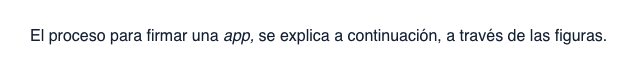 El proceso para firmar una app, se explica a continuación, a través de las figuras.